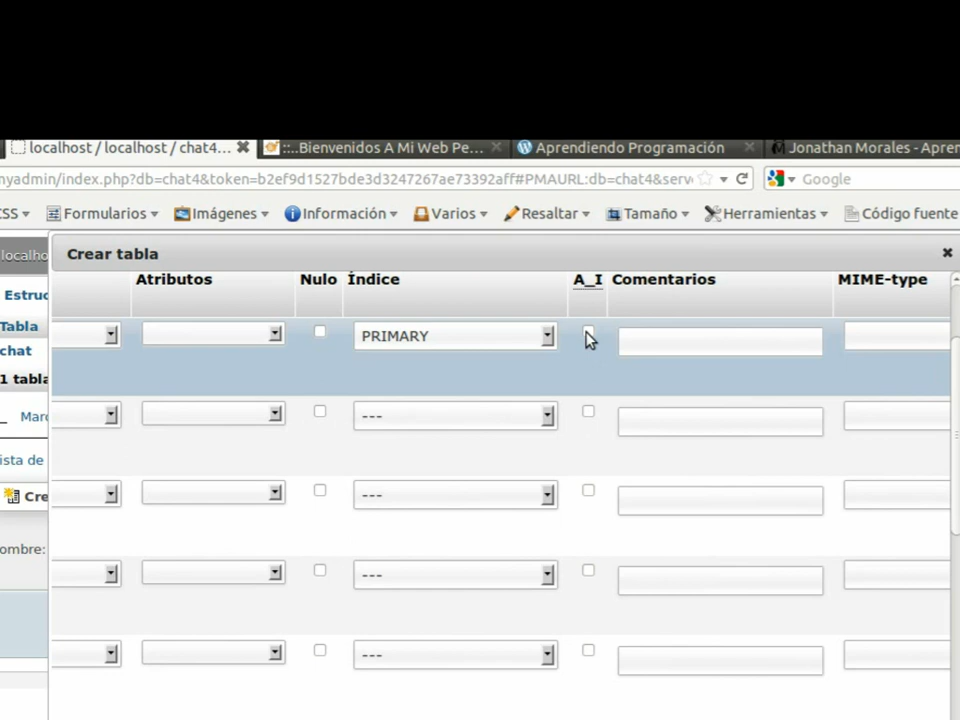 localhost / localhost / chat4... ::..Bienvenidos A Mi Web Pe... Aprendiendo Programación Jonathan Morales - Apren
myadmin/index.php?db=chat4&token=b2ef9d1527bde3d3247267ae73392aff#PMAURL:db=chat4&serv Google
CSS Formularios Imágenes Información Varios Resaltar Tamaño Herramientas Código fuente
localho Crear tabla
Atributos Nulo Índice A_I Comentarios MIME-type
Estruc
Tabla
PRIMARY
chat
1 tabla
Marc
---
ista de
Cre
---
ombre:
---
---